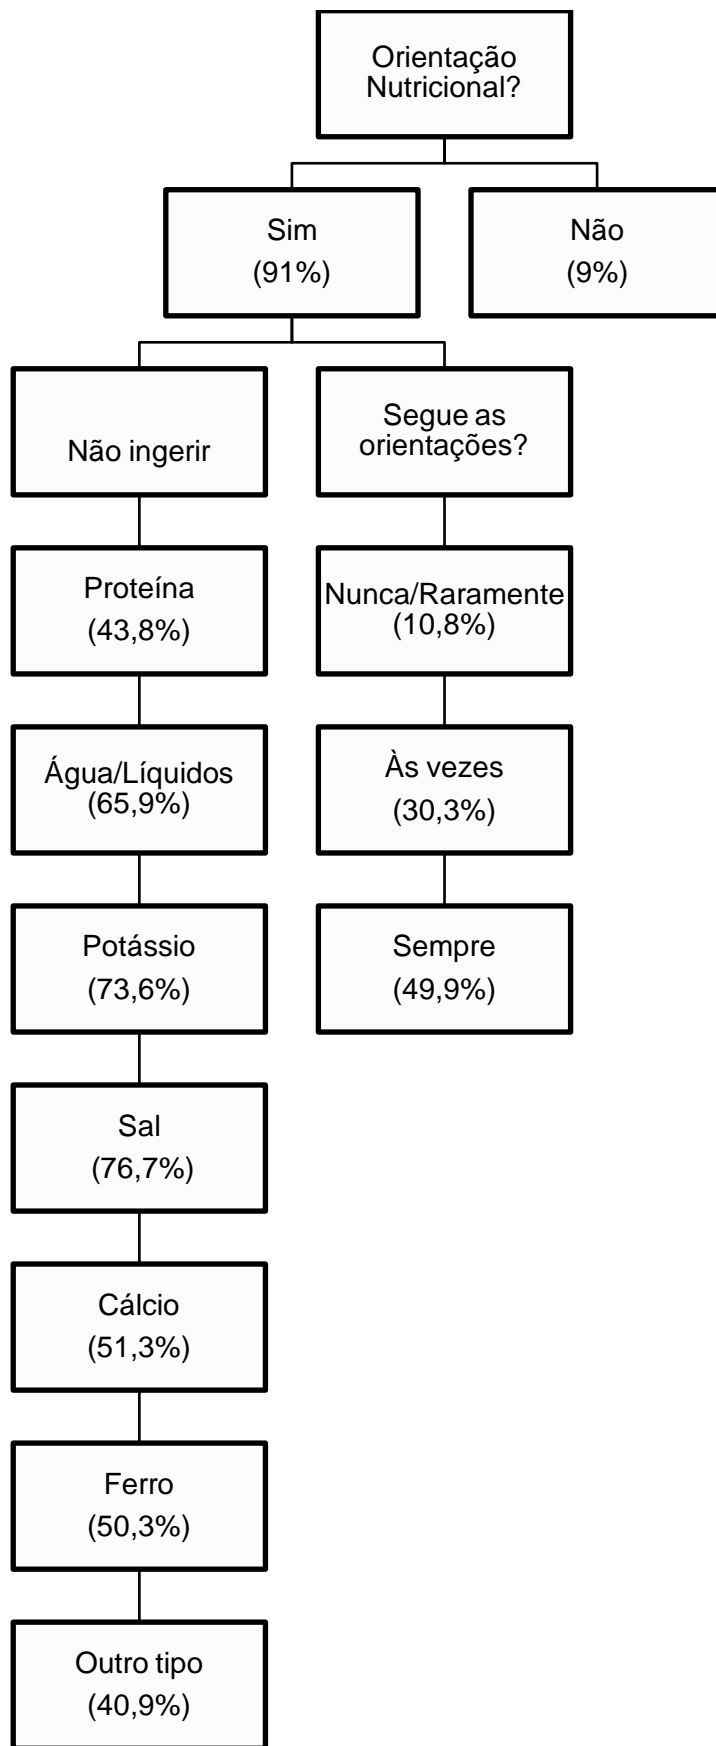 Orientação
Nutricional?
Sim
(91%)
Não
(9%)
Não ingerir
Segue as
orientações?
Proteína
(43,8%)
Nunca/Raramente
(10,8%)
Água/Líquidos
(65,9%)
Às vezes
(30,3%)
Potássio
(73,6%)
Sempre
(49,9%)
Sal
(76,7%)
Cálcio
(51,3%)
Ferro
(50,3%)
Outro tipo
(40,9%)